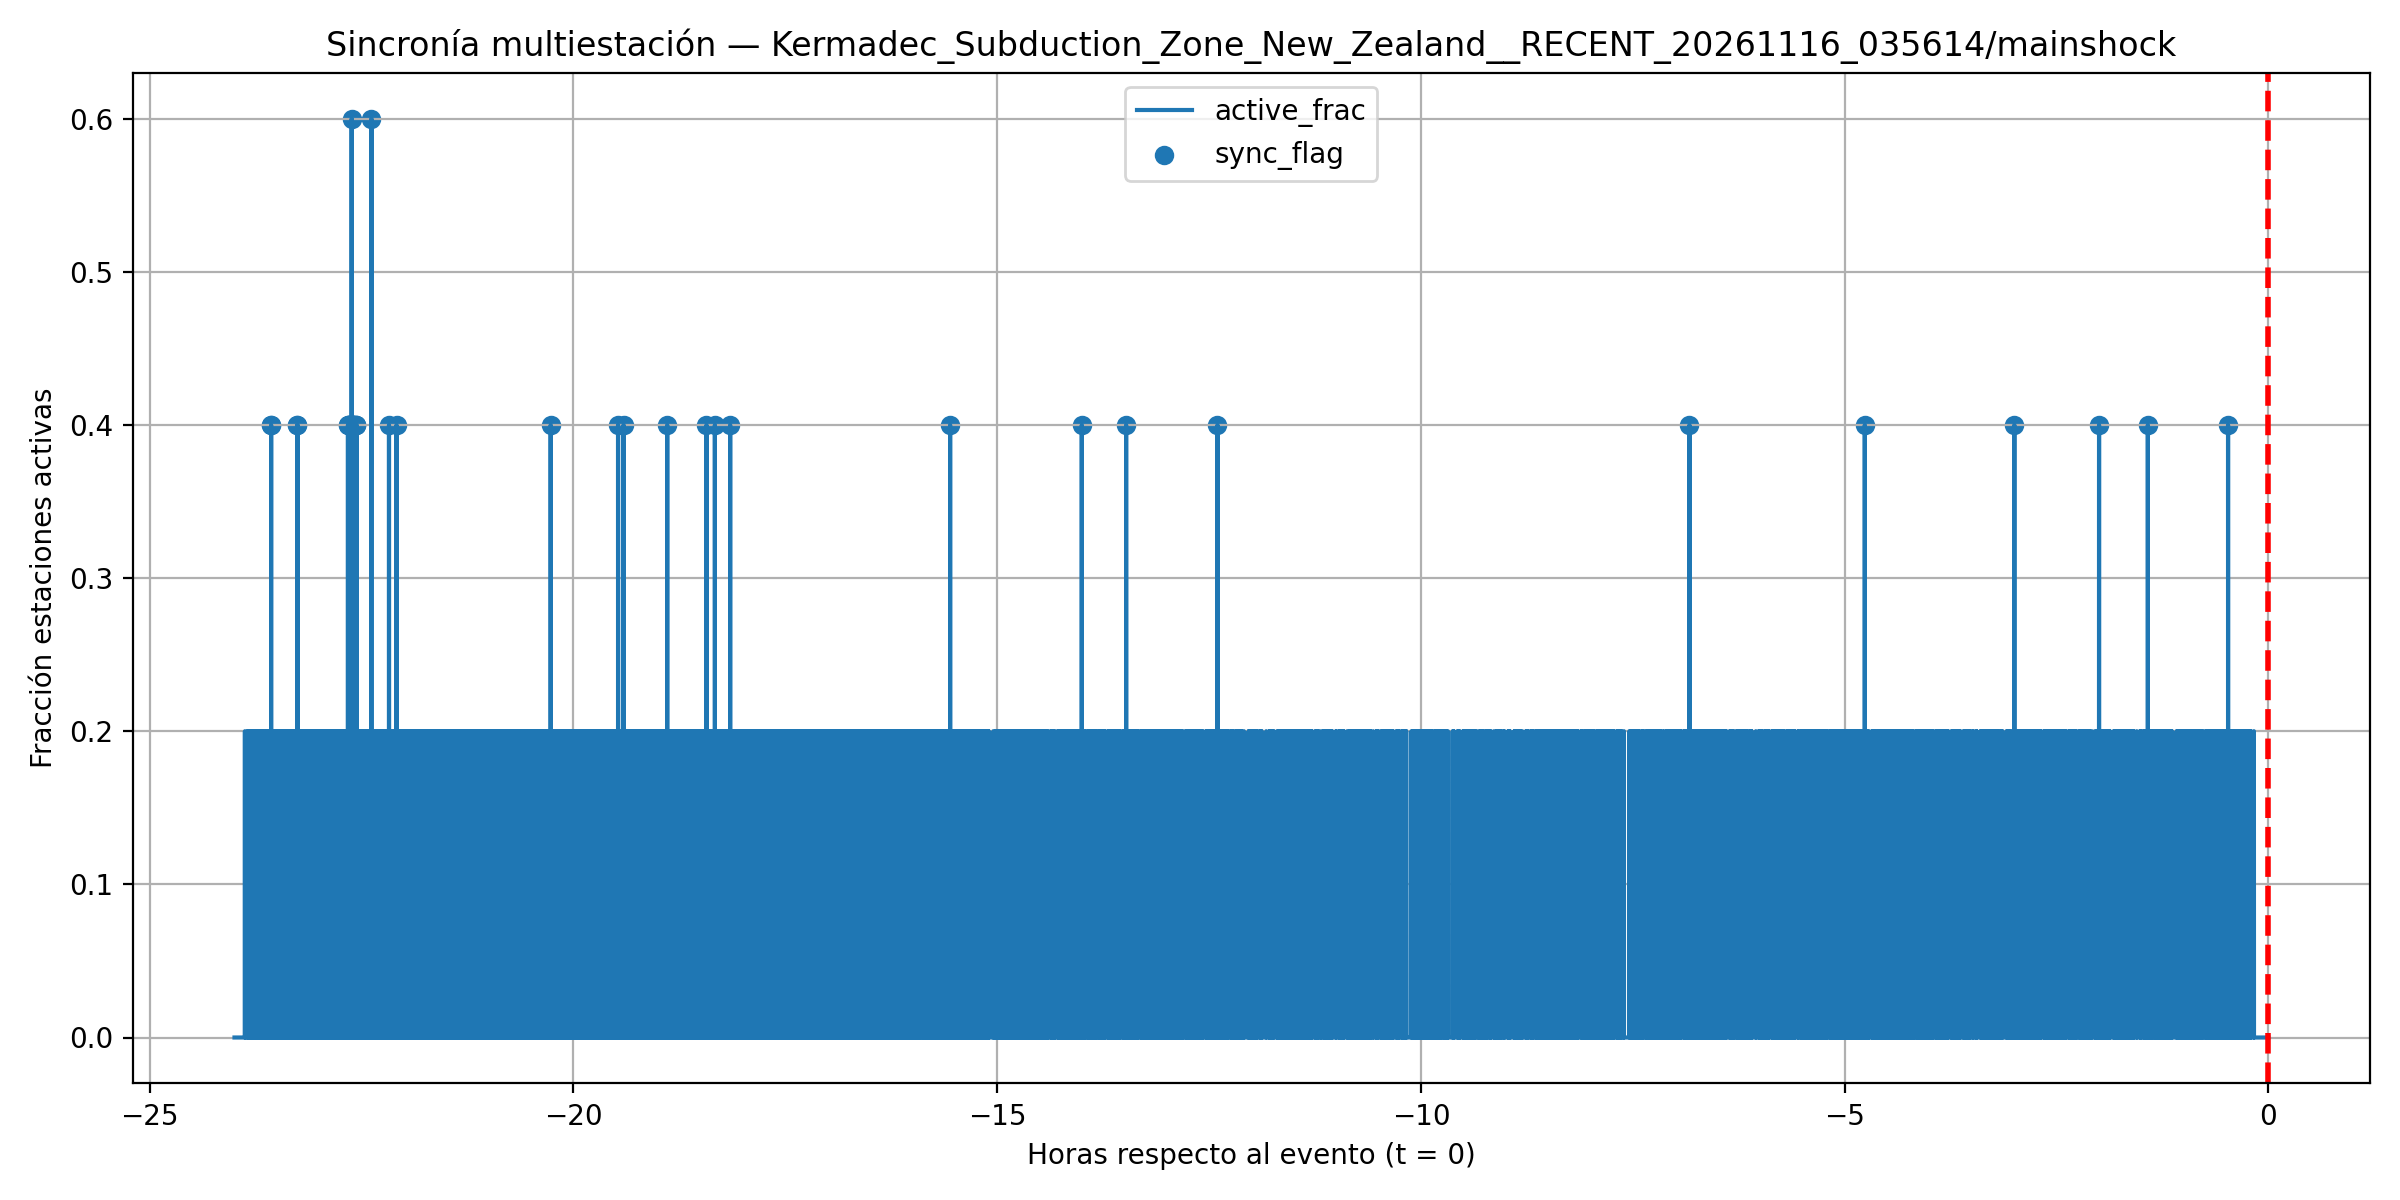 Sincronía multiestación — Kermadec_Subduction_Zone_New_Zealand__RECENT_20261116_035614/mainshock
active_frac
sync_flag
Fracción estaciones activas
0.6
0.5
0.4
0.3
0.2
0.1
0.0
−25
−20
−15
−10
−5
0
Horas respecto al evento (t = 0)